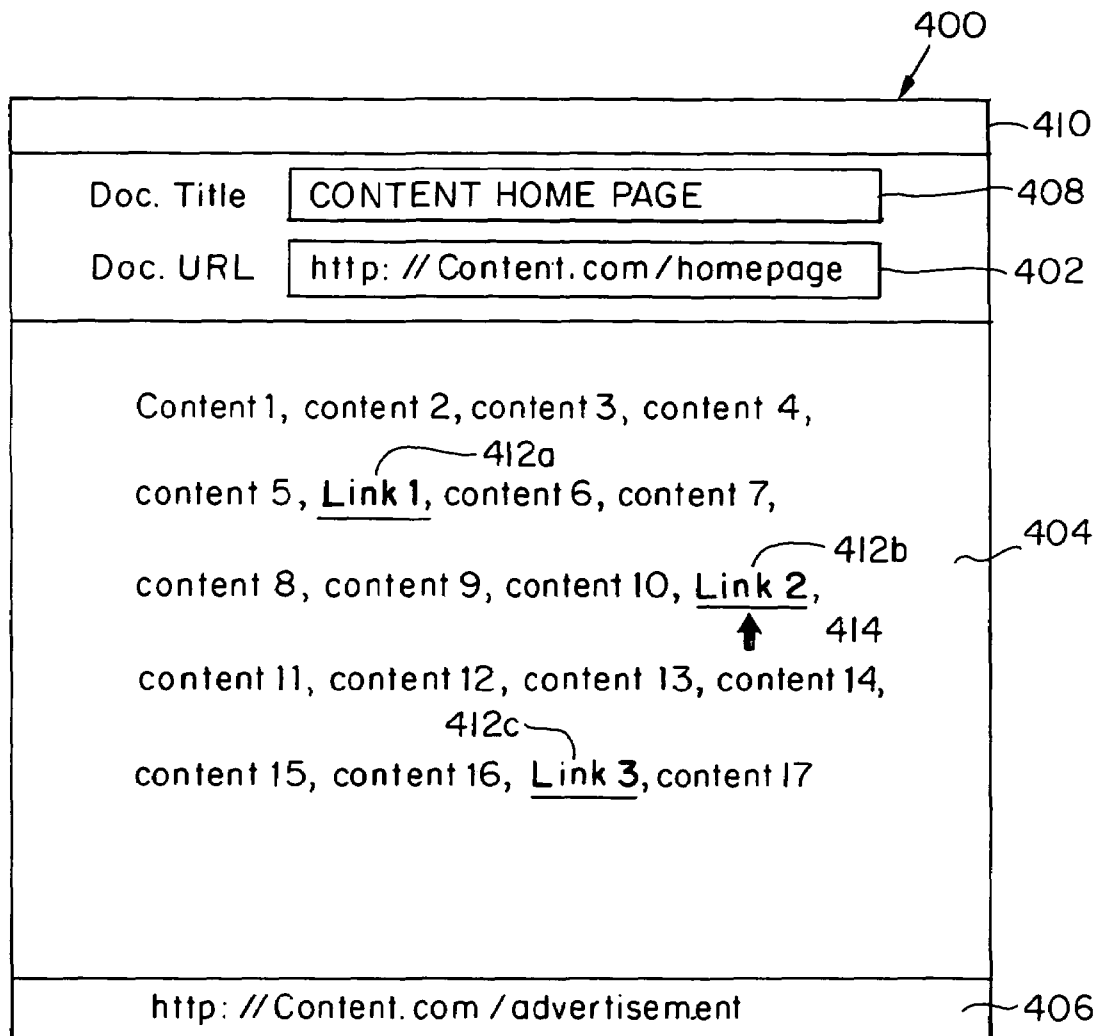 400
410
Doc. Title CONTENT HOME PAGE 408
Doc. URL http: //Content.com/homepage 402
Content 1, content 2, content 3, content 4,
412a
content 5, Link 1, content 6, content 7,
404
412b
content 8, content 9, content 10, Link 2,
414
content 11, content 12, content 13, content 14,
412c
content 15, content 16, Link 3, content 17
http: //Content.com/advertisement 406